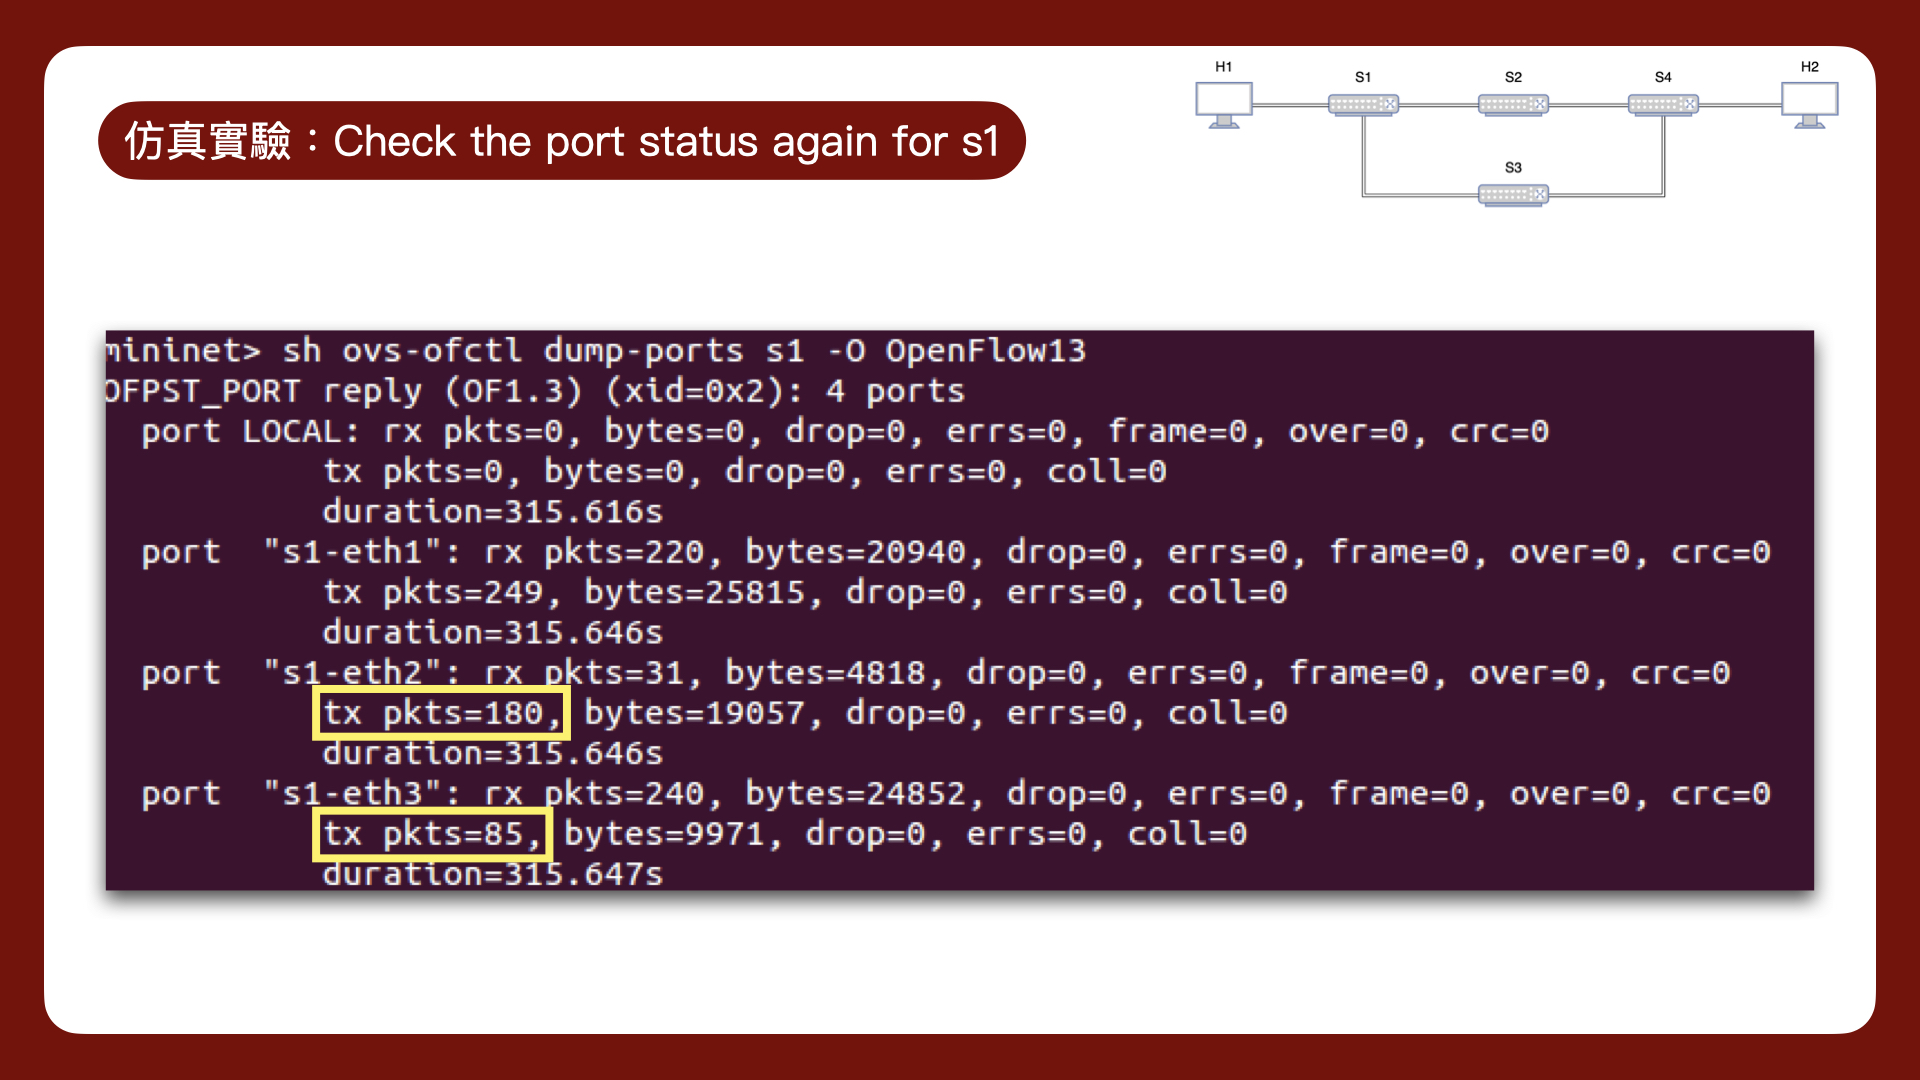 仿真實驗：Check the port status again for s1
H1
S1
S2
S4
H2
S3
mininet> sh ovs-ofctl dump-ports s1 -O OpenFlow13
OFPST_PORT reply (OF1.3) (xid=0x2): 4 ports
port LOCAL: rx pkts=0, bytes=0, drop=0, errs=0, frame=0, over=0, crc=0
tx pkts=0, bytes=0, drop=0, errs=0, coll=0
duration=315.616s
port "s1-eth1": rx pkts=220, bytes=20940, drop=0, errs=0, frame=0, over=0, crc=0
tx pkts=249, bytes=25815, drop=0, errs=0, coll=0
duration=315.646s
port "s1-eth2": rx pkts=31, bytes=4818, drop=0, errs=0, frame=0, over=0, crc=0
tx pkts=180, bytes=19057, drop=0, errs=0, coll=0
duration=315.646s
port "s1-eth3": rx pkts=240, bytes=24852, drop=0, errs=0, frame=0, over=0, crc=0
tx pkts=85, bytes=9971, drop=0, errs=0, coll=0
duration=315.647s